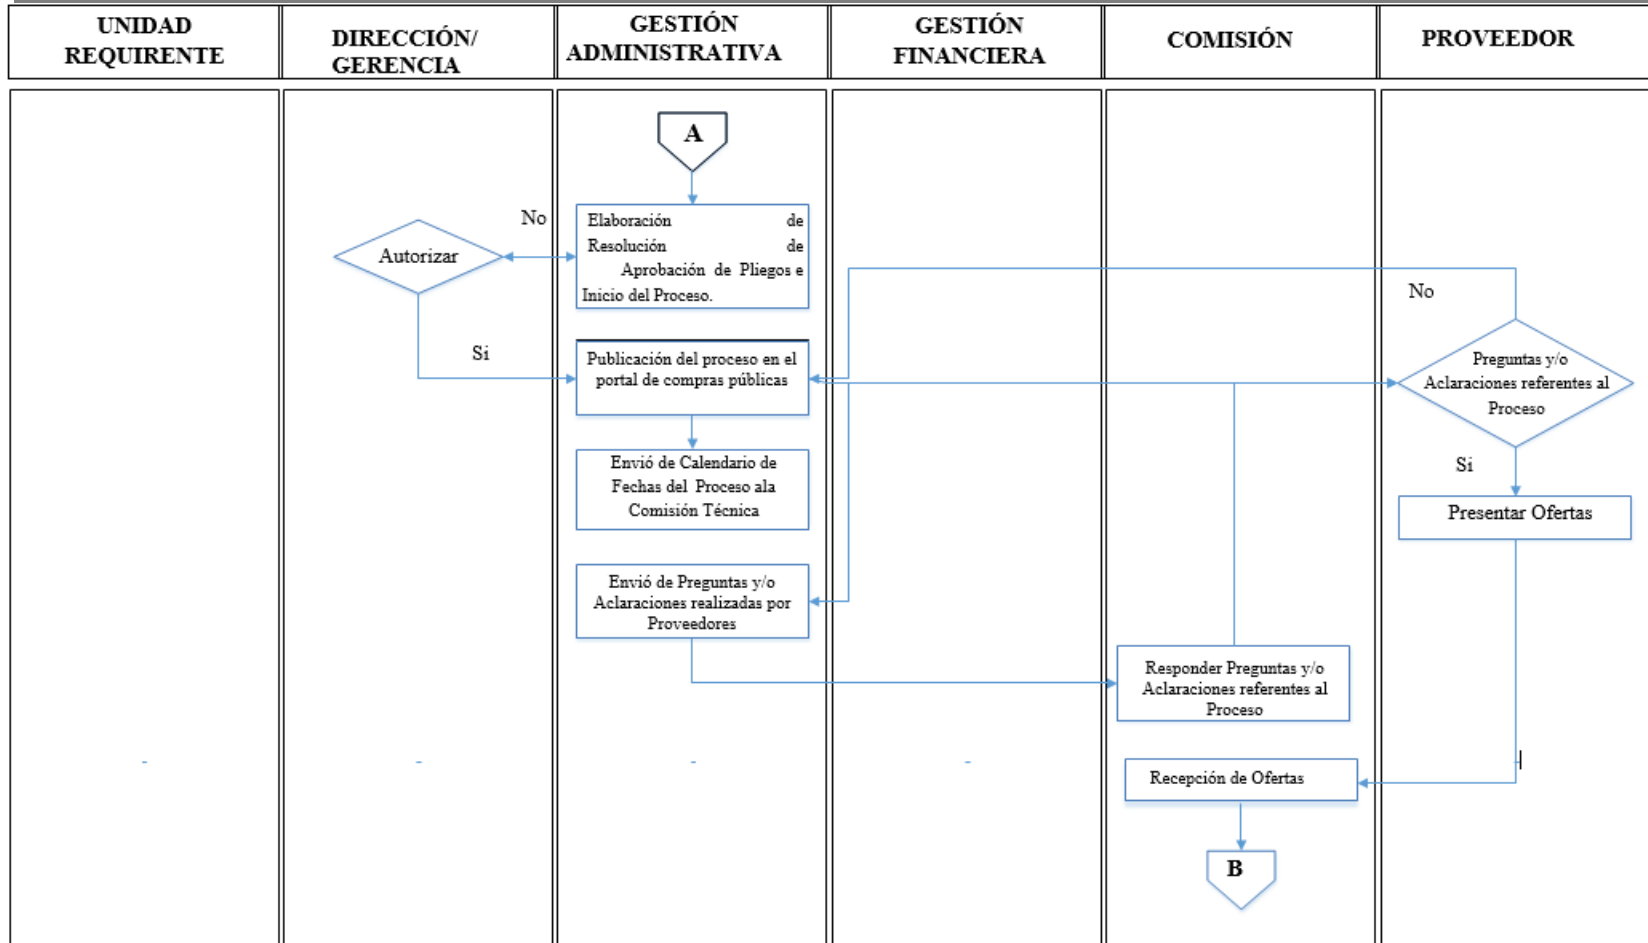 UNIDAD
REQUIRENTE
DIRECCIÓN/
GERENCIA
GESTIÓN
ADMINISTRATIVA
GESTIÓN
FINANCIERA
COMISIÓN
PROVEEDOR
A
No
Autorizar
Elaboración de
Resolución de
Aprobación de Pliegos e
Inicio del Proceso.
No
Si
Publicación del proceso en el
portal de compras públicas
Preguntas y/o
Aclaraciones referentes al
Proceso
Envió de Calendario de
Fechas del Proceso ala
Comisión Técnica
Si
Presentar Ofertas
Envió de Preguntas y/o
Aclaraciones realizadas por
Proveedores
Responder Preguntas y/o
Aclaraciones referentes al
Proceso
Recepción de Ofertas
B